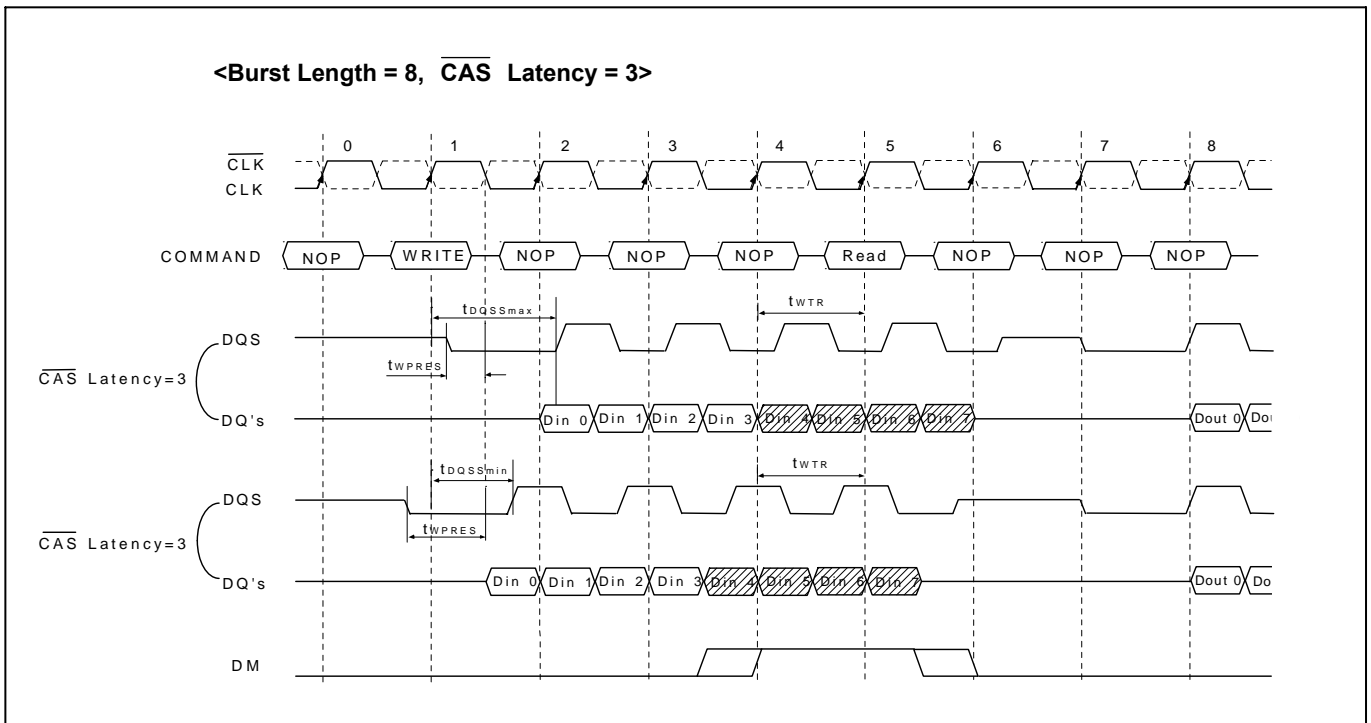 <Burst Length = 8, CAS Latency = 3>
0 1 2 3 4 5 6 7 8
CLK
CLK
COMMAND NOP WRITE NOP NOP NOP Read NOP NOP NOP
tDQSSmax tWTR
DQS
tWPRES
CAS Latency=3
DQ's Din 0 Din 1 Din 2 Din 3 Din 4 Din 5 Din 6 Din 7 Dout 0 Dou
tDQSSmin tWTR
DQS
tWPRES
CAS Latency=3
DQ's Din 0 Din 1 Din 2 Din 3 Din 4 Din 5 Din 6 Din 7 Dout 0 Do
DM